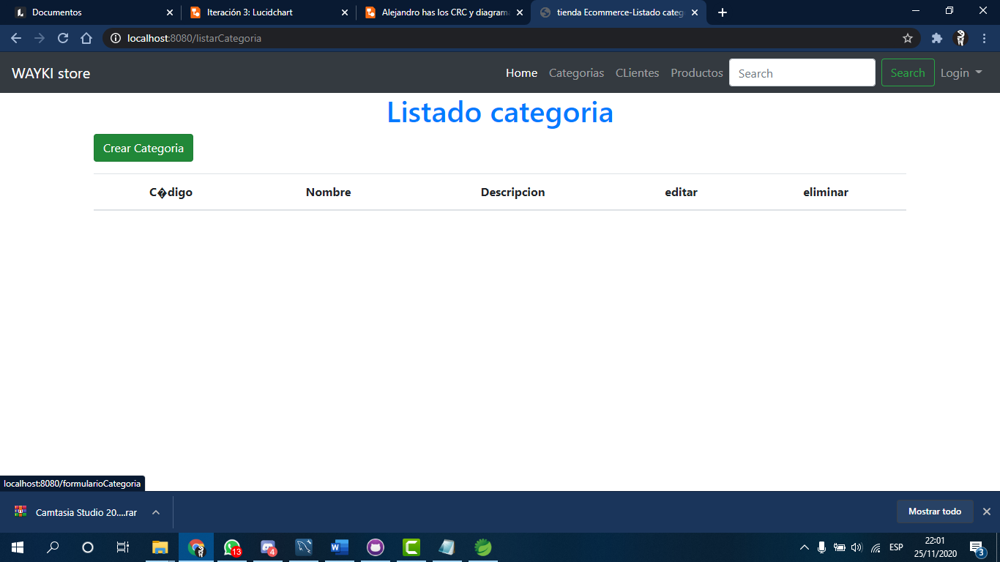 Documentos
Iteración 3: Lucidchart
Alejandro has los CRC y diagrama
tienda Ecommerce-Listado categ
localhost:8080/listarCategoria
WAYKI store
Home Categorias CLientes Productos Search Search Login
Listado categoria
Crear Categoria
C�digo Nombre Descripcion editar eliminar
localhost:8080/formularioCategoria
Camtasia Studio 20....rar
Mostrar todo
13
4
W
C
ESP
22:01
25/11/2020
3